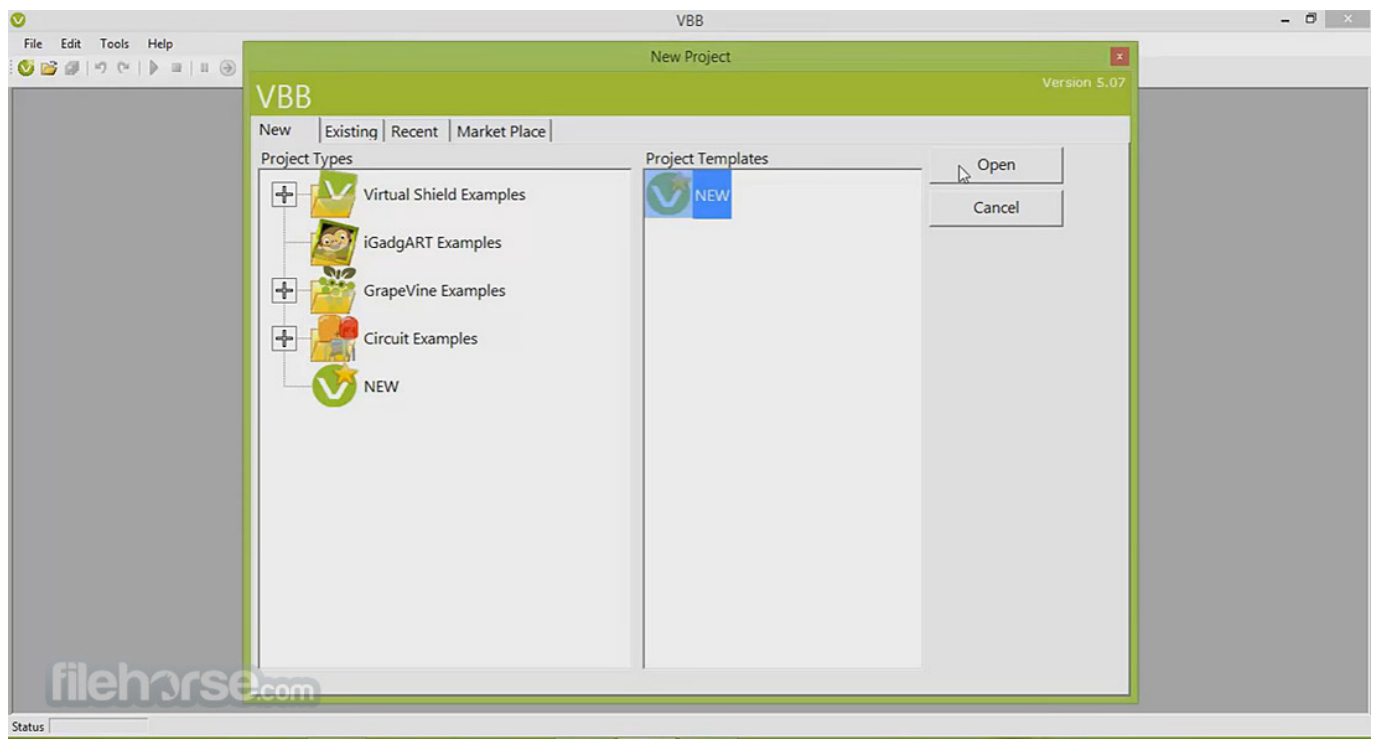 VBB
File Edit Tools Help
New Project
VBB
Version 5.07
New Existing Recent Market Place
Project Types
Virtual Shield Examples
iGadgART Examples
GrapeVine Examples
Circuit Examples
NEW
Project Templates
NEW
Open
Cancel
filehorse.com
Status